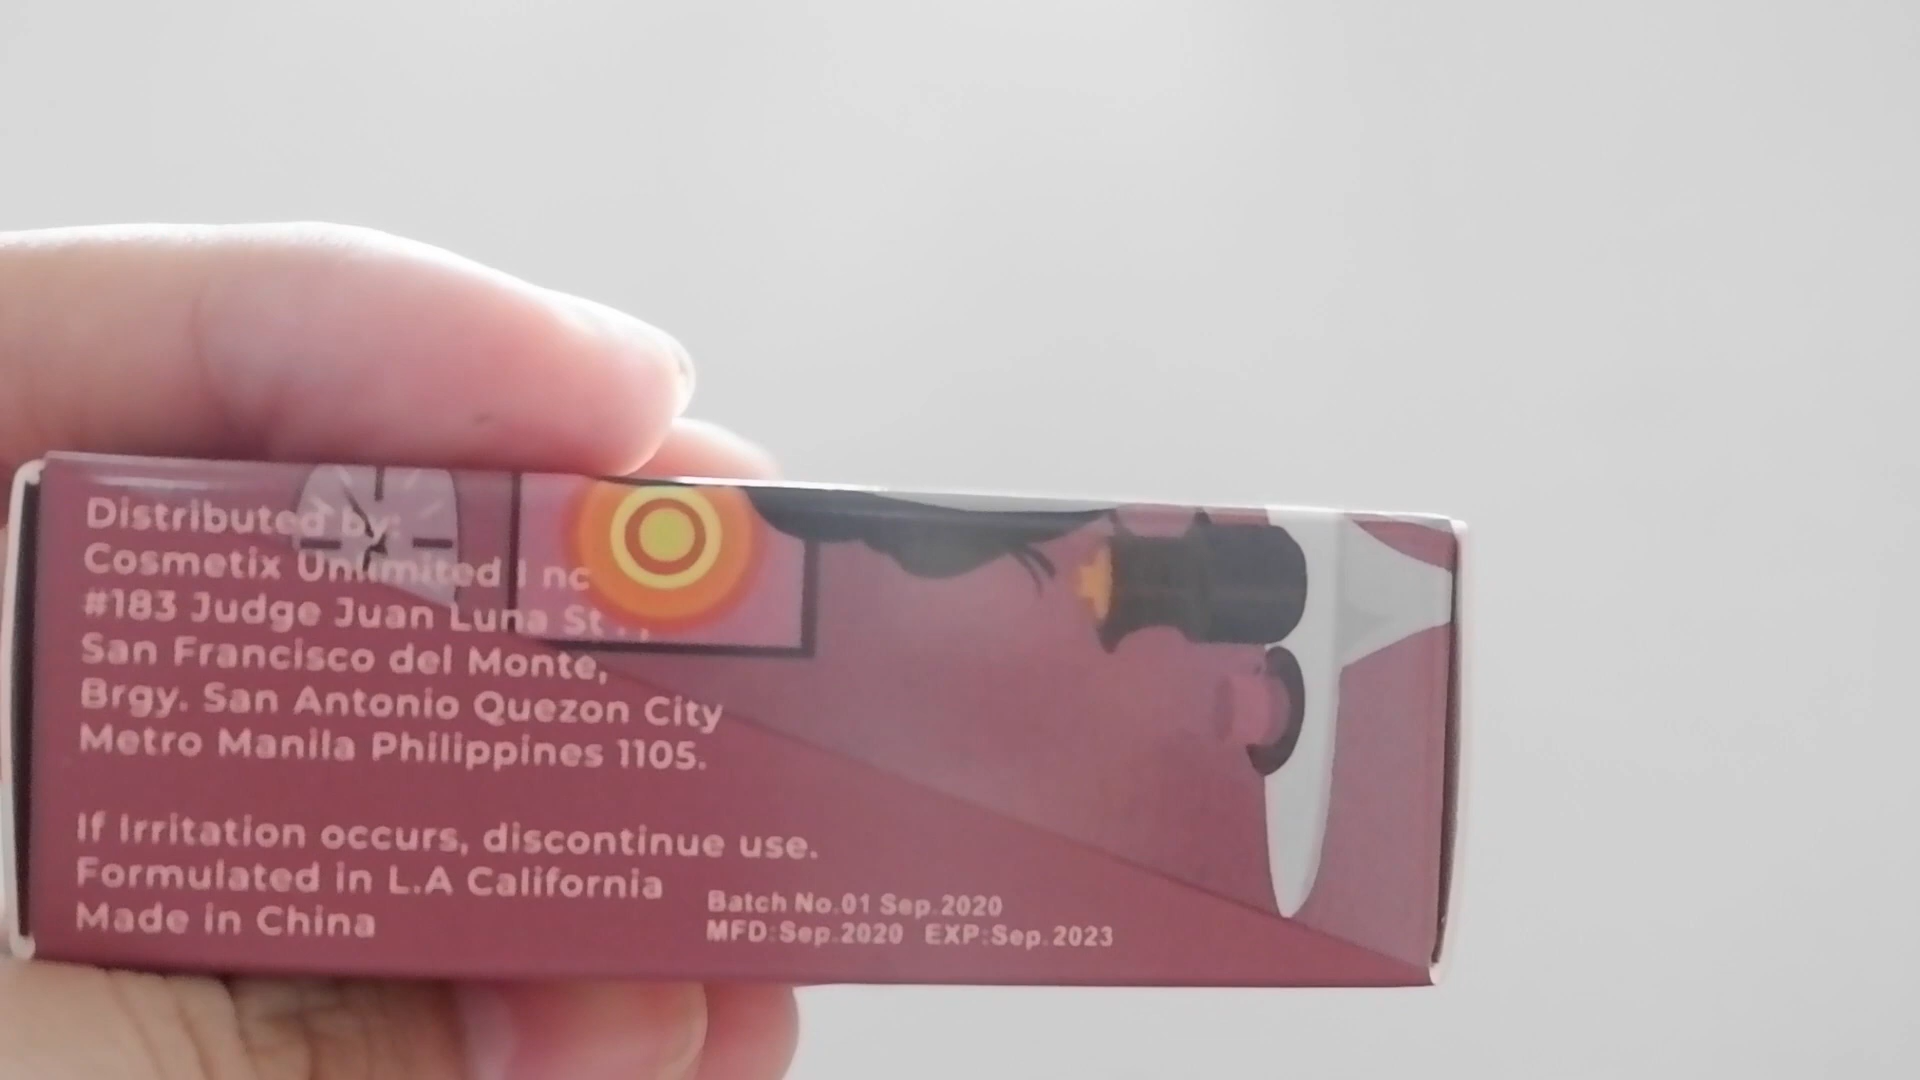 Distributed by:
Cosmetix Unlimited Inc
#183 Judge Juan Luna St.,
San Francisco del Monte,
Brgy. San Antonio Quezon City
Metro Manila Philippines 1105.
If Irritation occurs, discontinue use.
Formulated in L.A California
Made in China
Batch No.01 Sep.2020
MFD:Sep.2020 EXP:Sep.2023